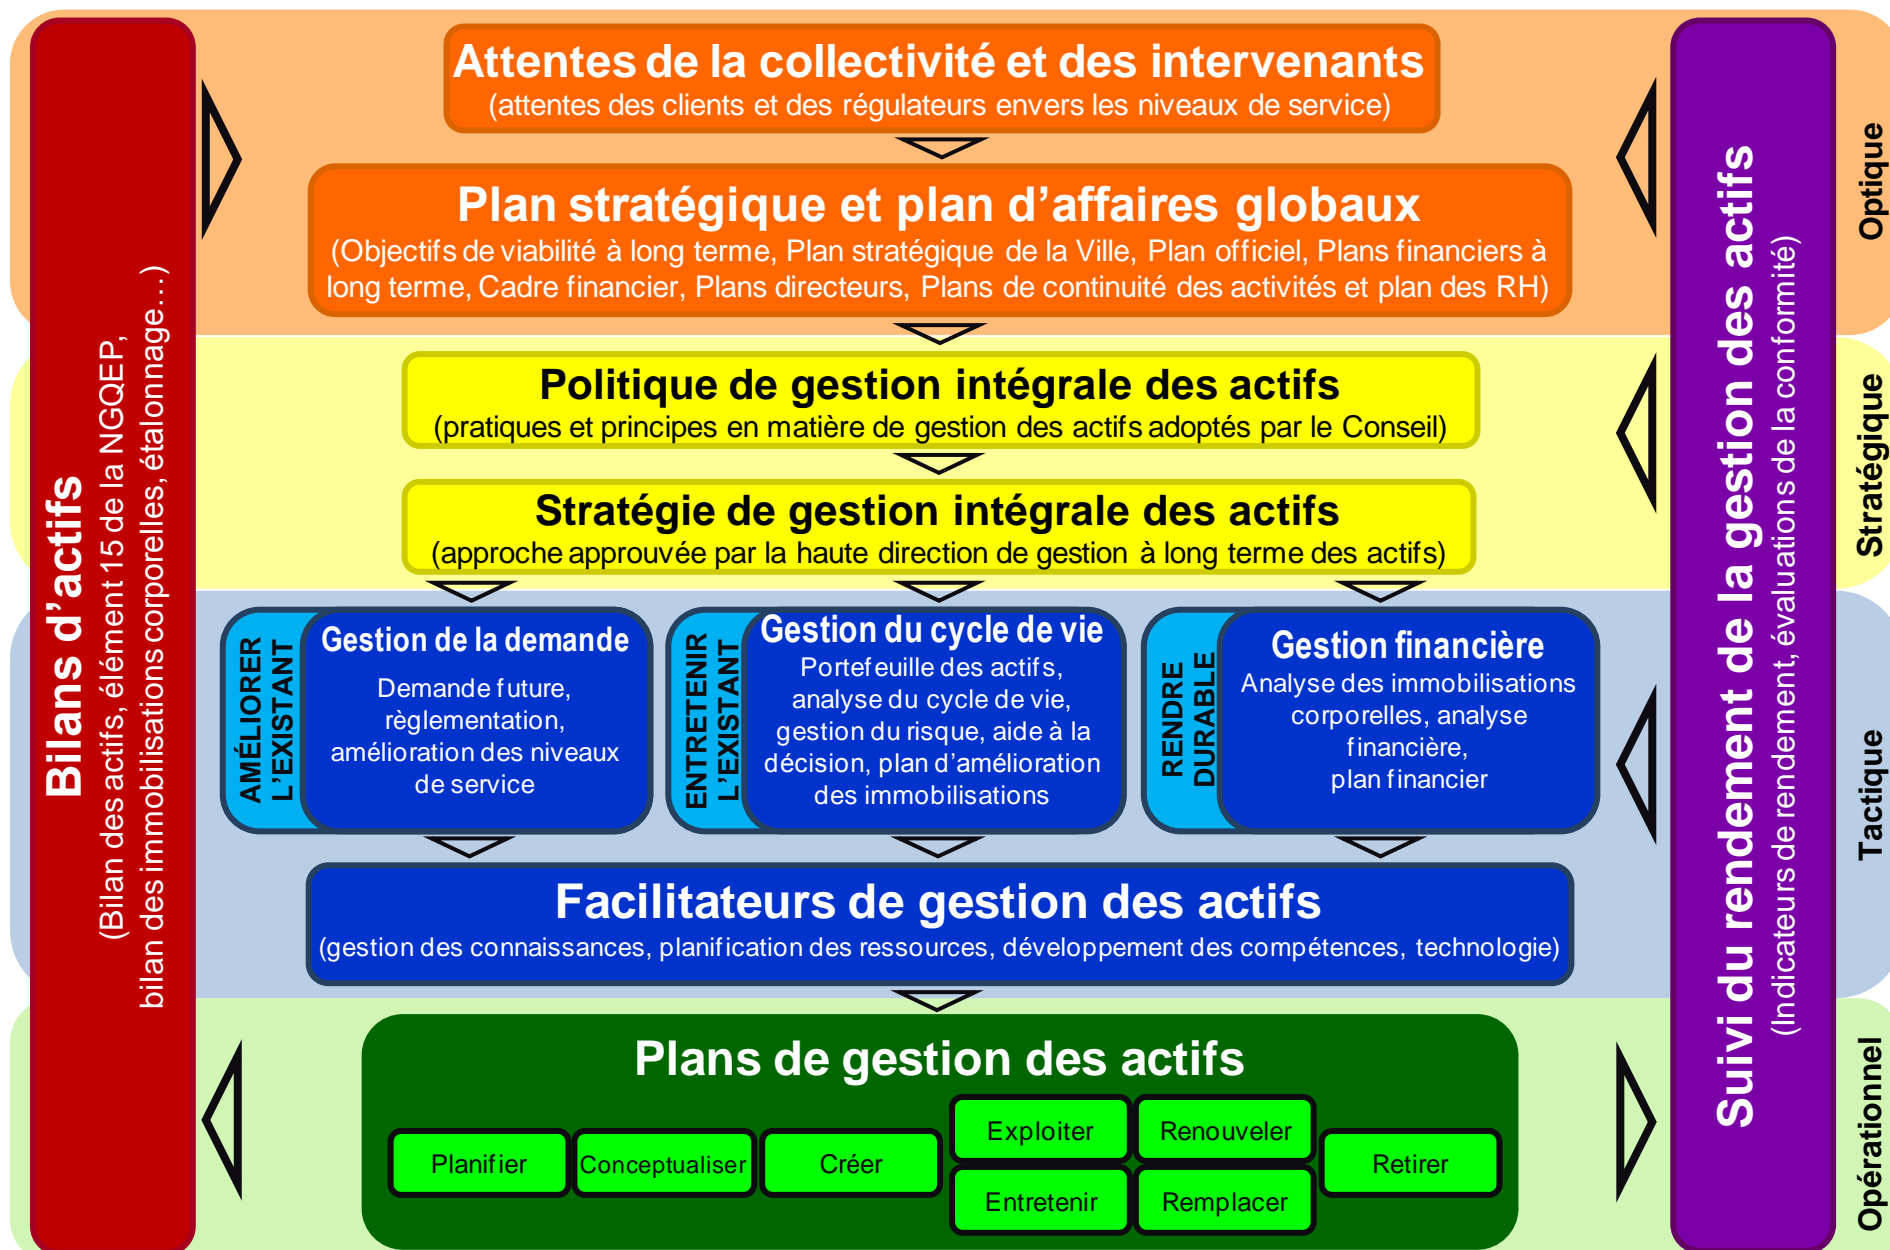 Attentes de la collectivité et des intervenants
(attentes des clients et des régulateurs envers les niveaux de service)
Plan stratégique et plan d’affaires globaux
(Objectifs de viabilité à long terme, Plan stratégique de la Ville, Plan officiel, Plans financiers à
long terme, Cadre financier, Plans directeurs, Plans de continuité des activités et plan des RH)
Politique de gestion intégrale des actifs
(pratiques et principes en matière de gestion des actifs adoptés par le Conseil)
Stratégie de gestion intégrale des actifs
(approche approuvée par la haute direction de gestion à long terme des actifs)
AMÉLIORER
L’EXISTANT
Gestion de la demande
Demande future,
règlementation,
amélioration des niveaux
de service
ENTRETENIR
L’EXISTANT
Gestion du cycle de vie
Portefeuille des actifs,
analyse du cycle de vie,
gestion du risque, aide à la
décision, plan d’amélioration
des immobilisations
RENDRE
DURABLE
Gestion financière
Analyse des immobilisations
corporelles, analyse
financière,
plan financier
Facilitateurs de gestion des actifs
(gestion des connaissances, planification des ressources, développement des compétences, technologie)
Plans de gestion des actifs
Planifier
Conceptualiser
Créer
Exploiter
Renouveler
Entretenir
Remplacer
Retirer
Bilans d’actifs
(Bilan des actifs, élément 15 de la NGQEP,
bilan des immobilisations corporelles, étalonnage…)
Suivi du rendement de la gestion des actifs
(Indicateurs de rendement, évaluations de la conformité)
Optique
Stratégique
Tactique
Opérationnel